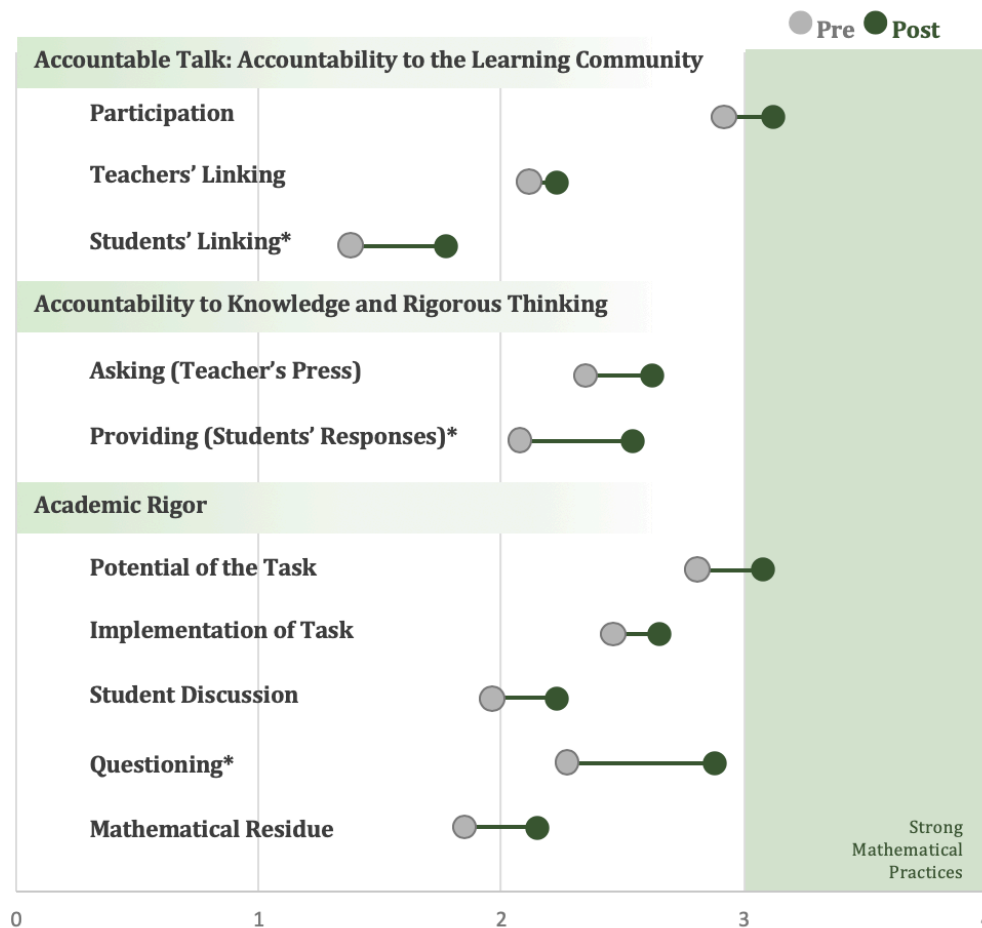 Pre Post
Accountable Talk: Accountability to the Learning Community
Participation
Teachers’ Linking
Students’ Linking*
Accountability to Knowledge and Rigorous Thinking
Asking (Teacher’s Press)
Providing (Students’ Responses)*
Academic Rigor
Potential of the Task
Implementation of Task
Student Discussion
Questioning*
Mathematical Residue
Strong
Mathematical
Practices
0 1 2 3